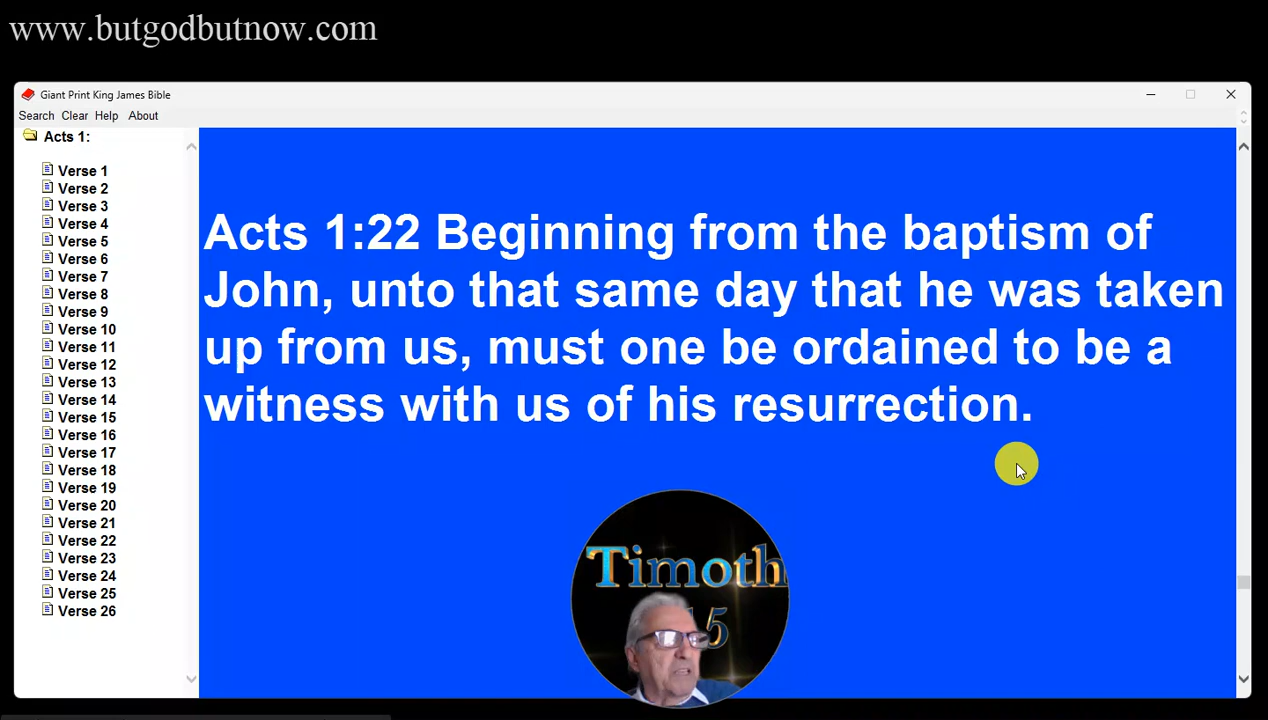 www.butgodbutnow.com
Giant Print King James Bible
Search Clear Help About
Acts 1:
Verse 1
Verse 2
Verse 3
Verse 4
Verse 5
Verse 6
Verse 7
Verse 8
Verse 9
Verse 10
Verse 11
Verse 12
Verse 13
Verse 14
Verse 15
Verse 16
Verse 17
Verse 18
Verse 19
Verse 20
Verse 21
Verse 22
Verse 23
Verse 24
Verse 25
Verse 26
Acts 1:22 Beginning from the baptism of
John, unto that same day that he was taken
up from us, must one be ordained to be a
witness with us of his resurrection.
Timoth